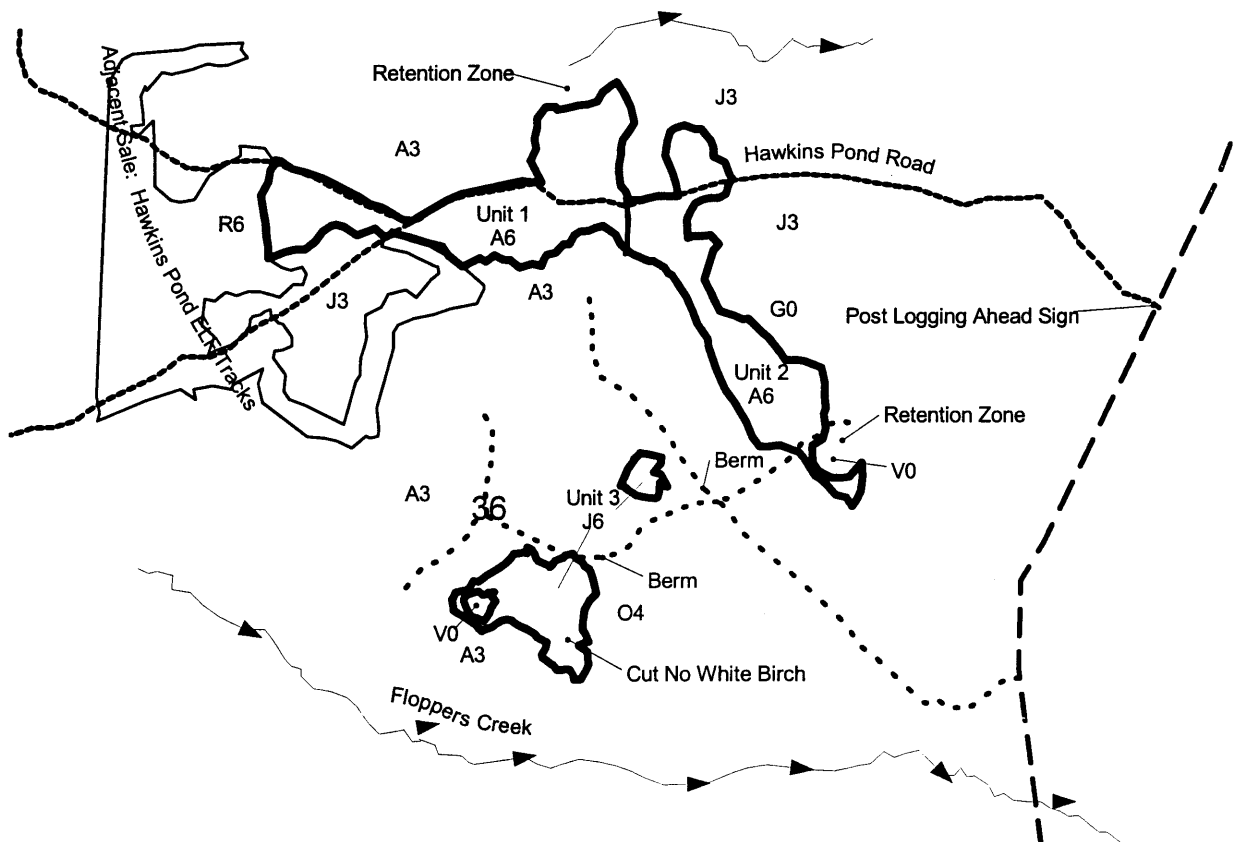 Retention Zone
J3
A3
Hawkins Pond Road
Adjacent Sale: Hawkins Pond ELF Tracks
R6
Unit 1
A6
J3
J3
A3
G0
Post Logging Ahead Sign
Unit 2
A6
Retention Zone
V0
Berm
A3
36
Unit 3
J6
Berm
O4
V0
A3
Cut No White Birch
Floppers Creek